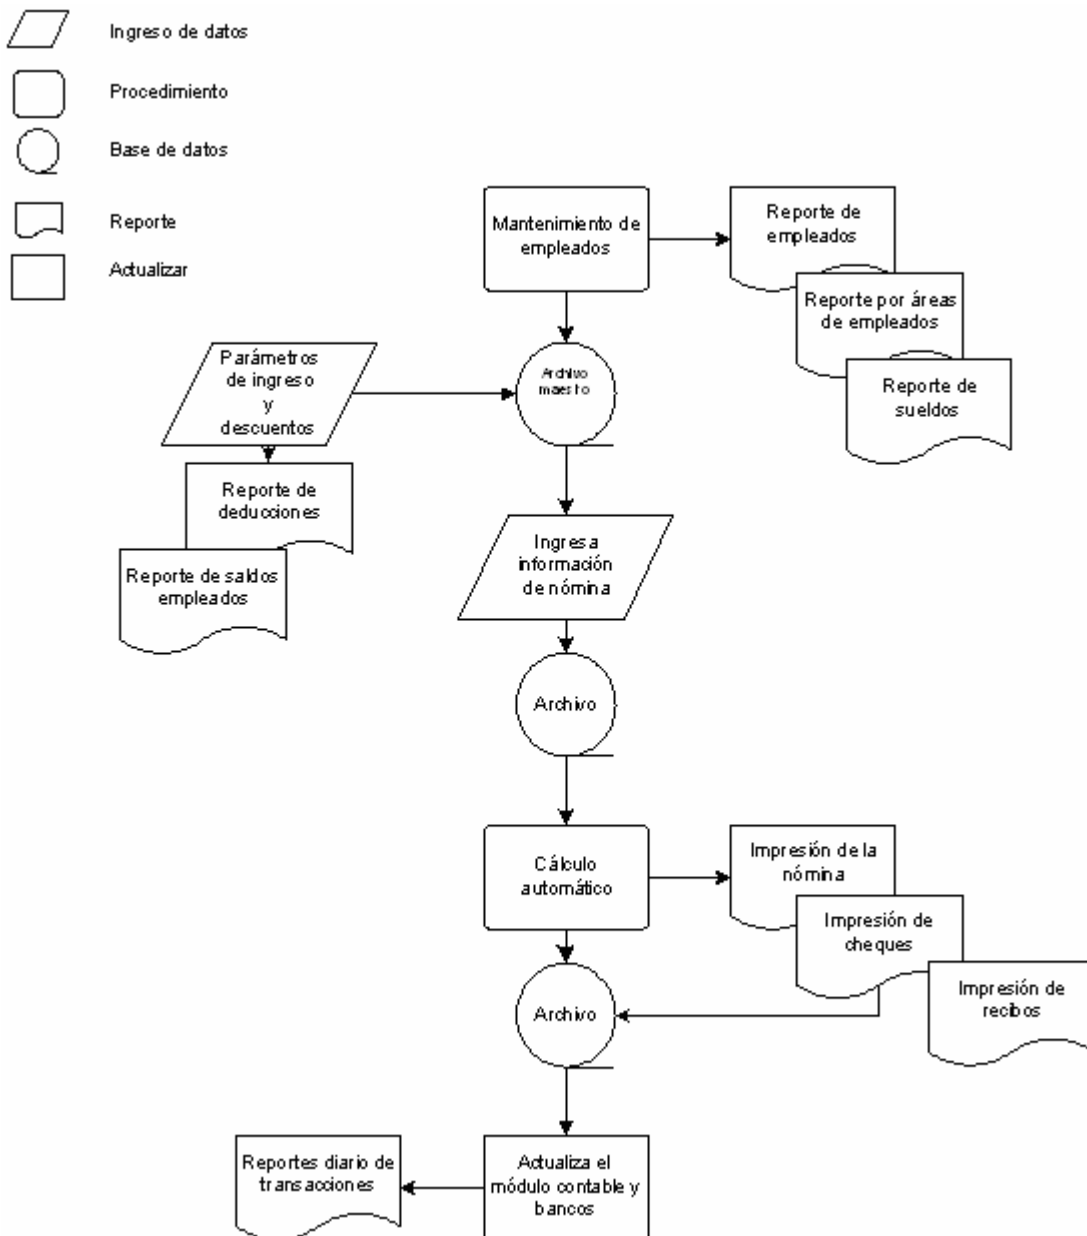 Ingreso de datos
Procedimiento
Base de datos
Reporte
Actualizar
Mantenimiento de
empleados
Reporte de
empleados
Reporte por áreas
de empleados
Reporte de
sueldos
Archivo
maesto
Parámetros
de ingreso
y
descuentos
Reporte de
deducciones
Reporte de saldos
empleados
Ingresa
información
de nómina
Archivo
Cálculo
automático
Impresión de la
nómina
Impresión de
cheques
Impresión de
recibos
Archivo
Actualiza el
módulo contable y
bancos
Reportes diario de
transacciones